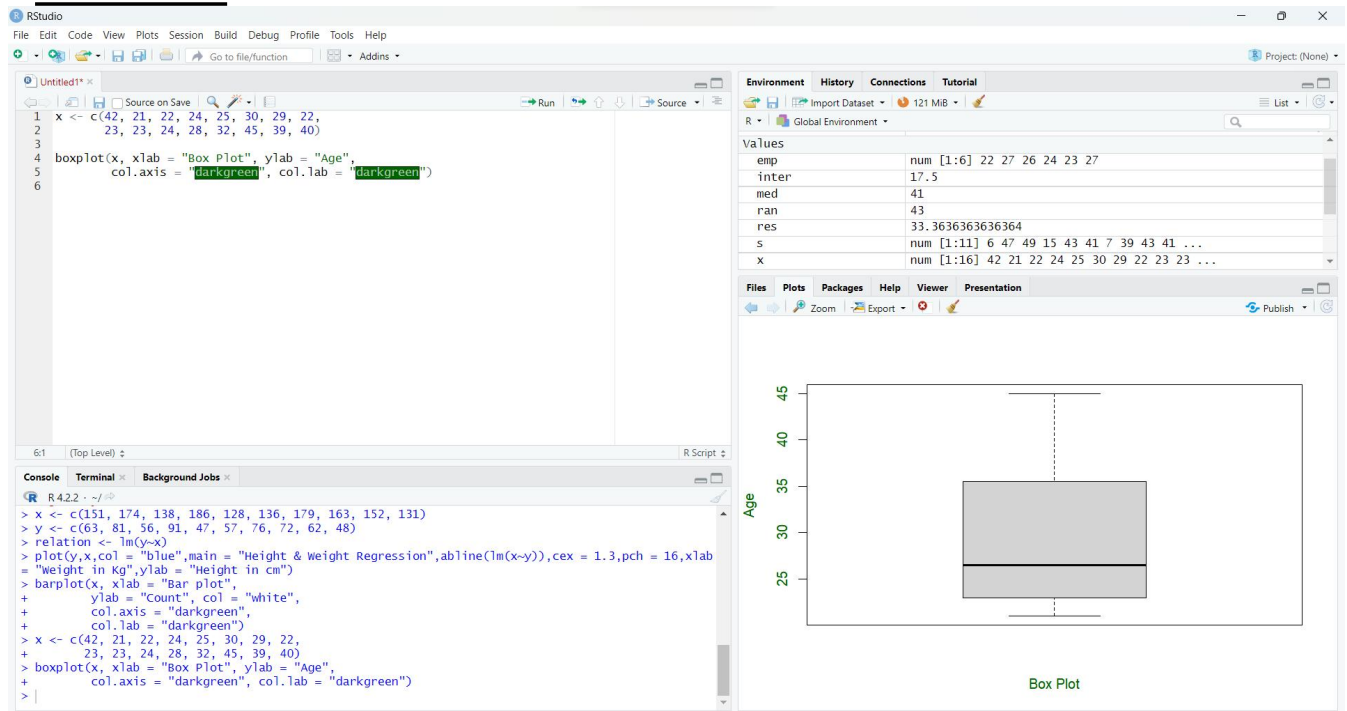 RStudio
File Edit Code View Plots Session Build Debug Profile Tools Help
Go to file/function Addins Project: (None)
Untitled1*
Source on Save Run Source
1 x <- c(42, 21, 22, 24, 25, 30, 29, 22,
2 23, 23, 24, 28, 32, 45, 39, 40)
3
4 boxplot(x, xlab = "Box Plot", ylab = "Age",
5 col.axis = "darkgreen", col.lab = "darkgreen")
6
6:1 (Top Level) R Script
Console Terminal Background Jobs
R 4.2.2 · ~/
> x <- c(151, 174, 138, 186, 128, 136, 179, 163, 152, 131)
> y <- c(63, 81, 56, 91, 47, 57, 76, 72, 62, 48)
> relation <- lm(y~x)
> plot(y,x,col = "blue",main = "Height & Weight Regression",abline(lm(x~y)),cex = 1.3,pch = 16,xlab
= "Weight in Kg",ylab = "Height in cm")
> barplot(x, xlab = "Bar plot",
+ ylab = "Count", col = "white",
+ col.axis = "darkgreen",
+ col.lab = "darkgreen")
> x <- c(42, 21, 22, 24, 25, 30, 29, 22,
+ 23, 23, 24, 28, 32, 45, 39, 40)
> boxplot(x, xlab = "Box Plot", ylab = "Age",
+ col.axis = "darkgreen", col.lab = "darkgreen")
>
Environment History Connections Tutorial
Import Dataset 121 MiB List
R Global Environment
Values
emp num [1:6] 22 27 26 24 23 27
inter 17.5
med 41
ran 43
res 33.3636363636364
s num [1:11] 6 47 49 15 43 41 7 39 43 41 ...
x num [1:16] 42 21 22 24 25 30 29 22 23 23 ...
Files Plots Packages Help Viewer Presentation
Zoom Export Publish
45
40
35
30
25
Age
Box Plot